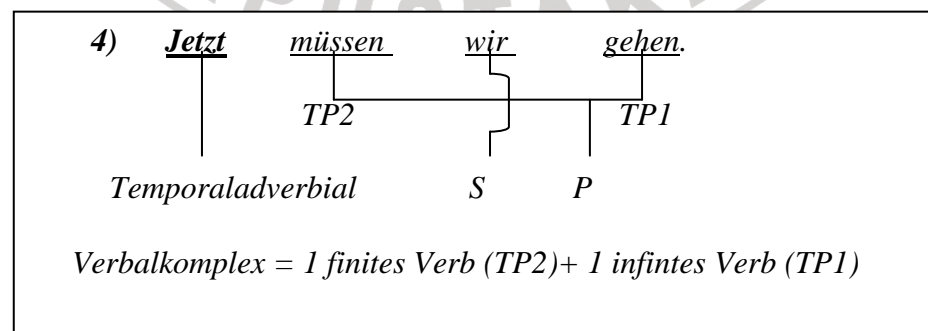 4) Jetzt müssen wir gehen.
TP2 TP1
Temporaladverbial S P
Verbalkomplex = 1 finites Verb (TP2)+ 1 infintes Verb (TP1)